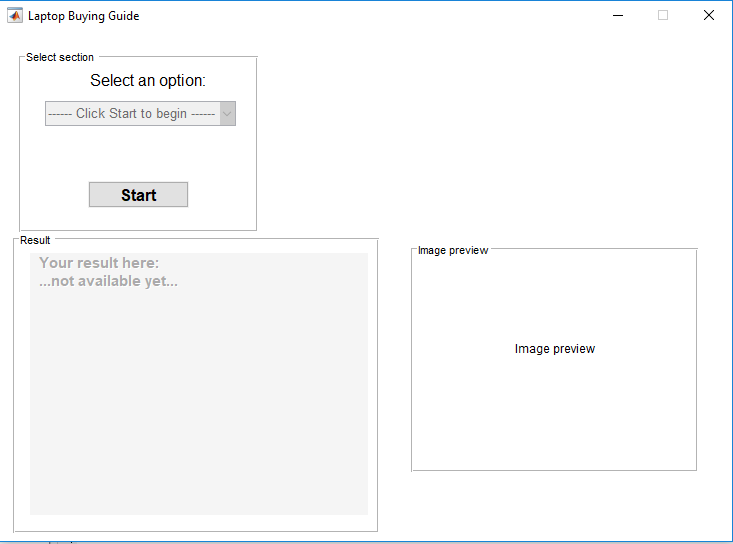 Laptop Buying Guide
Select section
Select an option:
------ Click Start to begin ------
Start
Result
Your result here:
...not available yet...
Image preview
Image preview